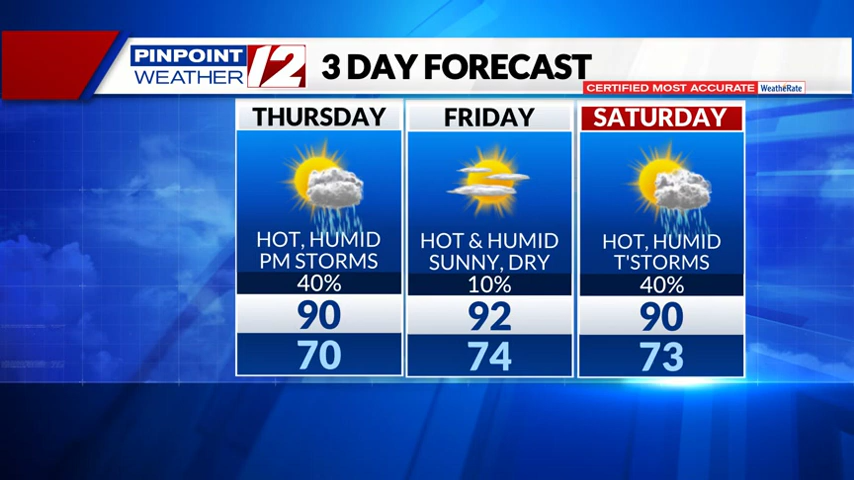 PINPOINT
WEATHER 12
3 DAY FORECAST
CERTIFIED MOST ACCURATE WeatheRate
THURSDAY
HOT, HUMID
PM STORMS
40%
90
70
FRIDAY
HOT & HUMID
SUNNY, DRY
10%
92
74
SATURDAY
HOT, HUMID
T'STORMS
40%
90
73